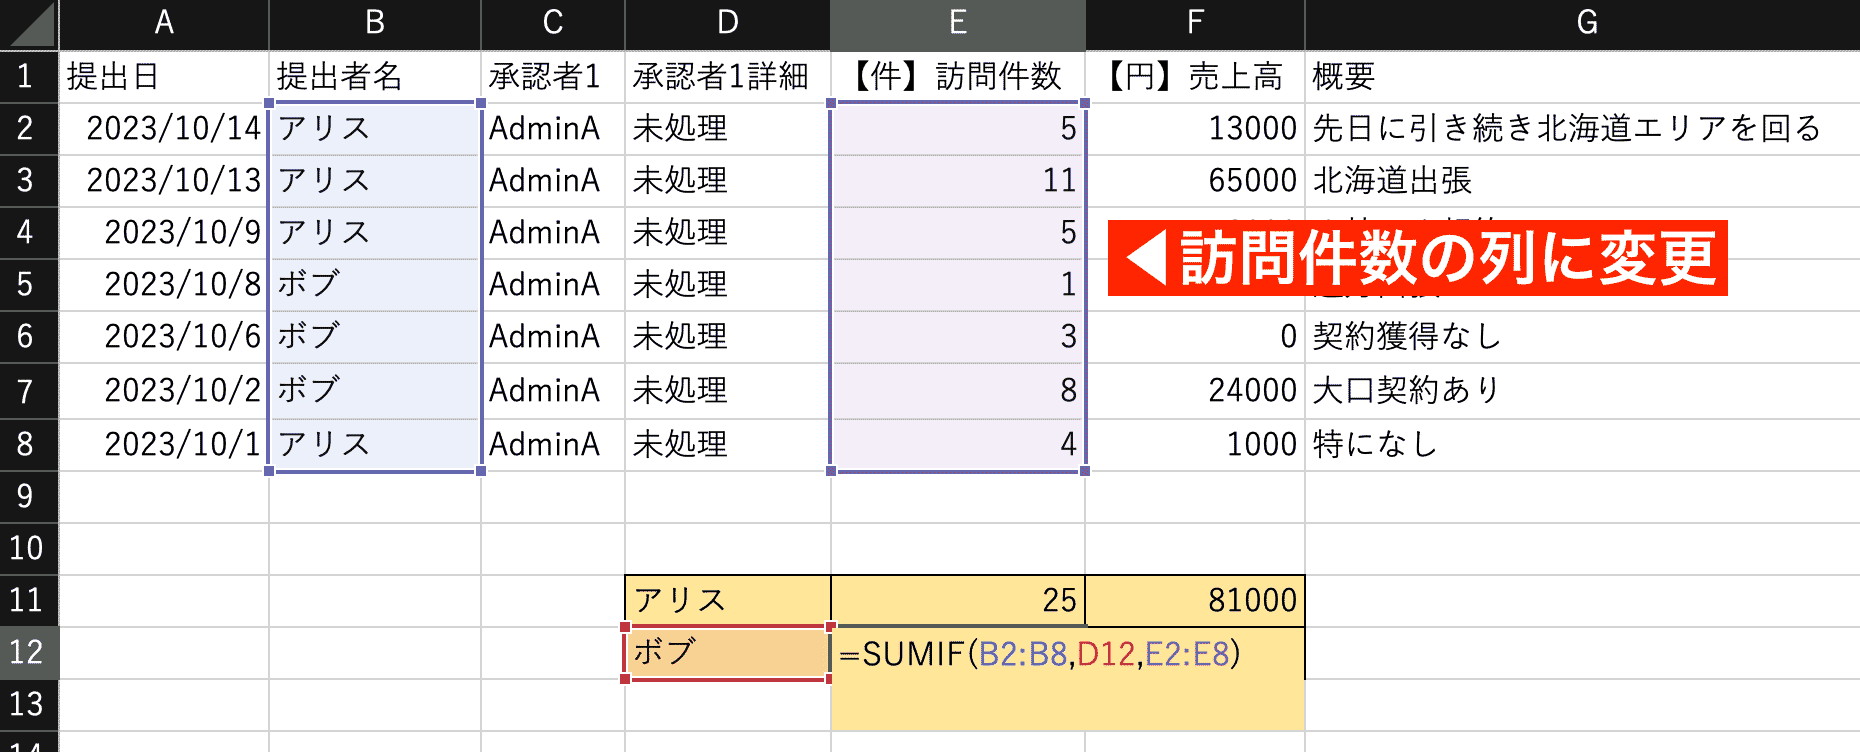 A B C D E F G
1 提出日 提出者名 承認者1 承認者1詳細 【件】訪問件数 【円】売上高 概要
2 2023/10/14 アリス AdminA 未処理 5 13000 先日に引き続き北海道エリアを回る
3 2023/10/13 アリス AdminA 未処理 11 65000 北海道出張
4 2023/10/9 アリス AdminA 未処理 5
◀訪問件数の列に変更
5 2023/10/8 ボブ AdminA 未処理 1
6 2023/10/6 ボブ AdminA 未処理 3 0 契約獲得なし
7 2023/10/2 ボブ AdminA 未処理 8 24000 大口契約あり
8 2023/10/1 アリス AdminA 未処理 4 1000 特になし
9
10
11 アリス 25 81000
12 ボブ =SUMIF(B2:B8,D12,E2:E8)
13
14